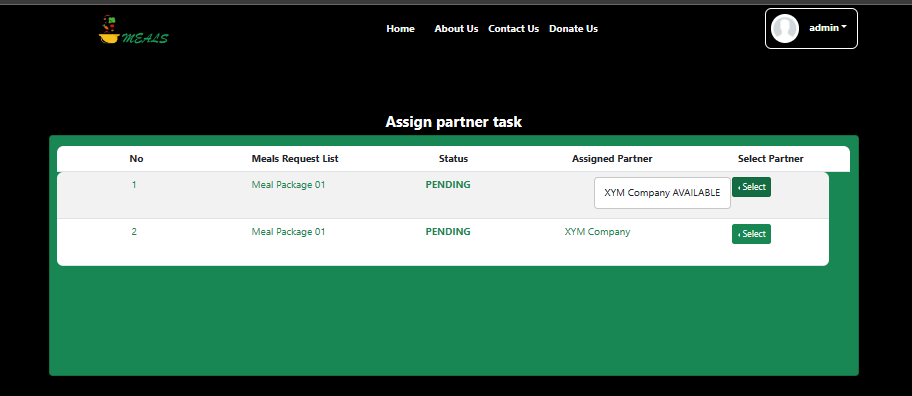 MEALS
Home About Us Contact Us Donate Us
admin
Assign partner task
No Meals Request List Status Assigned Partner Select Partner
1 Meal Package 01 PENDING XYM Company AVAILABLE Select
2 Meal Package 01 PENDING XYM Company Select